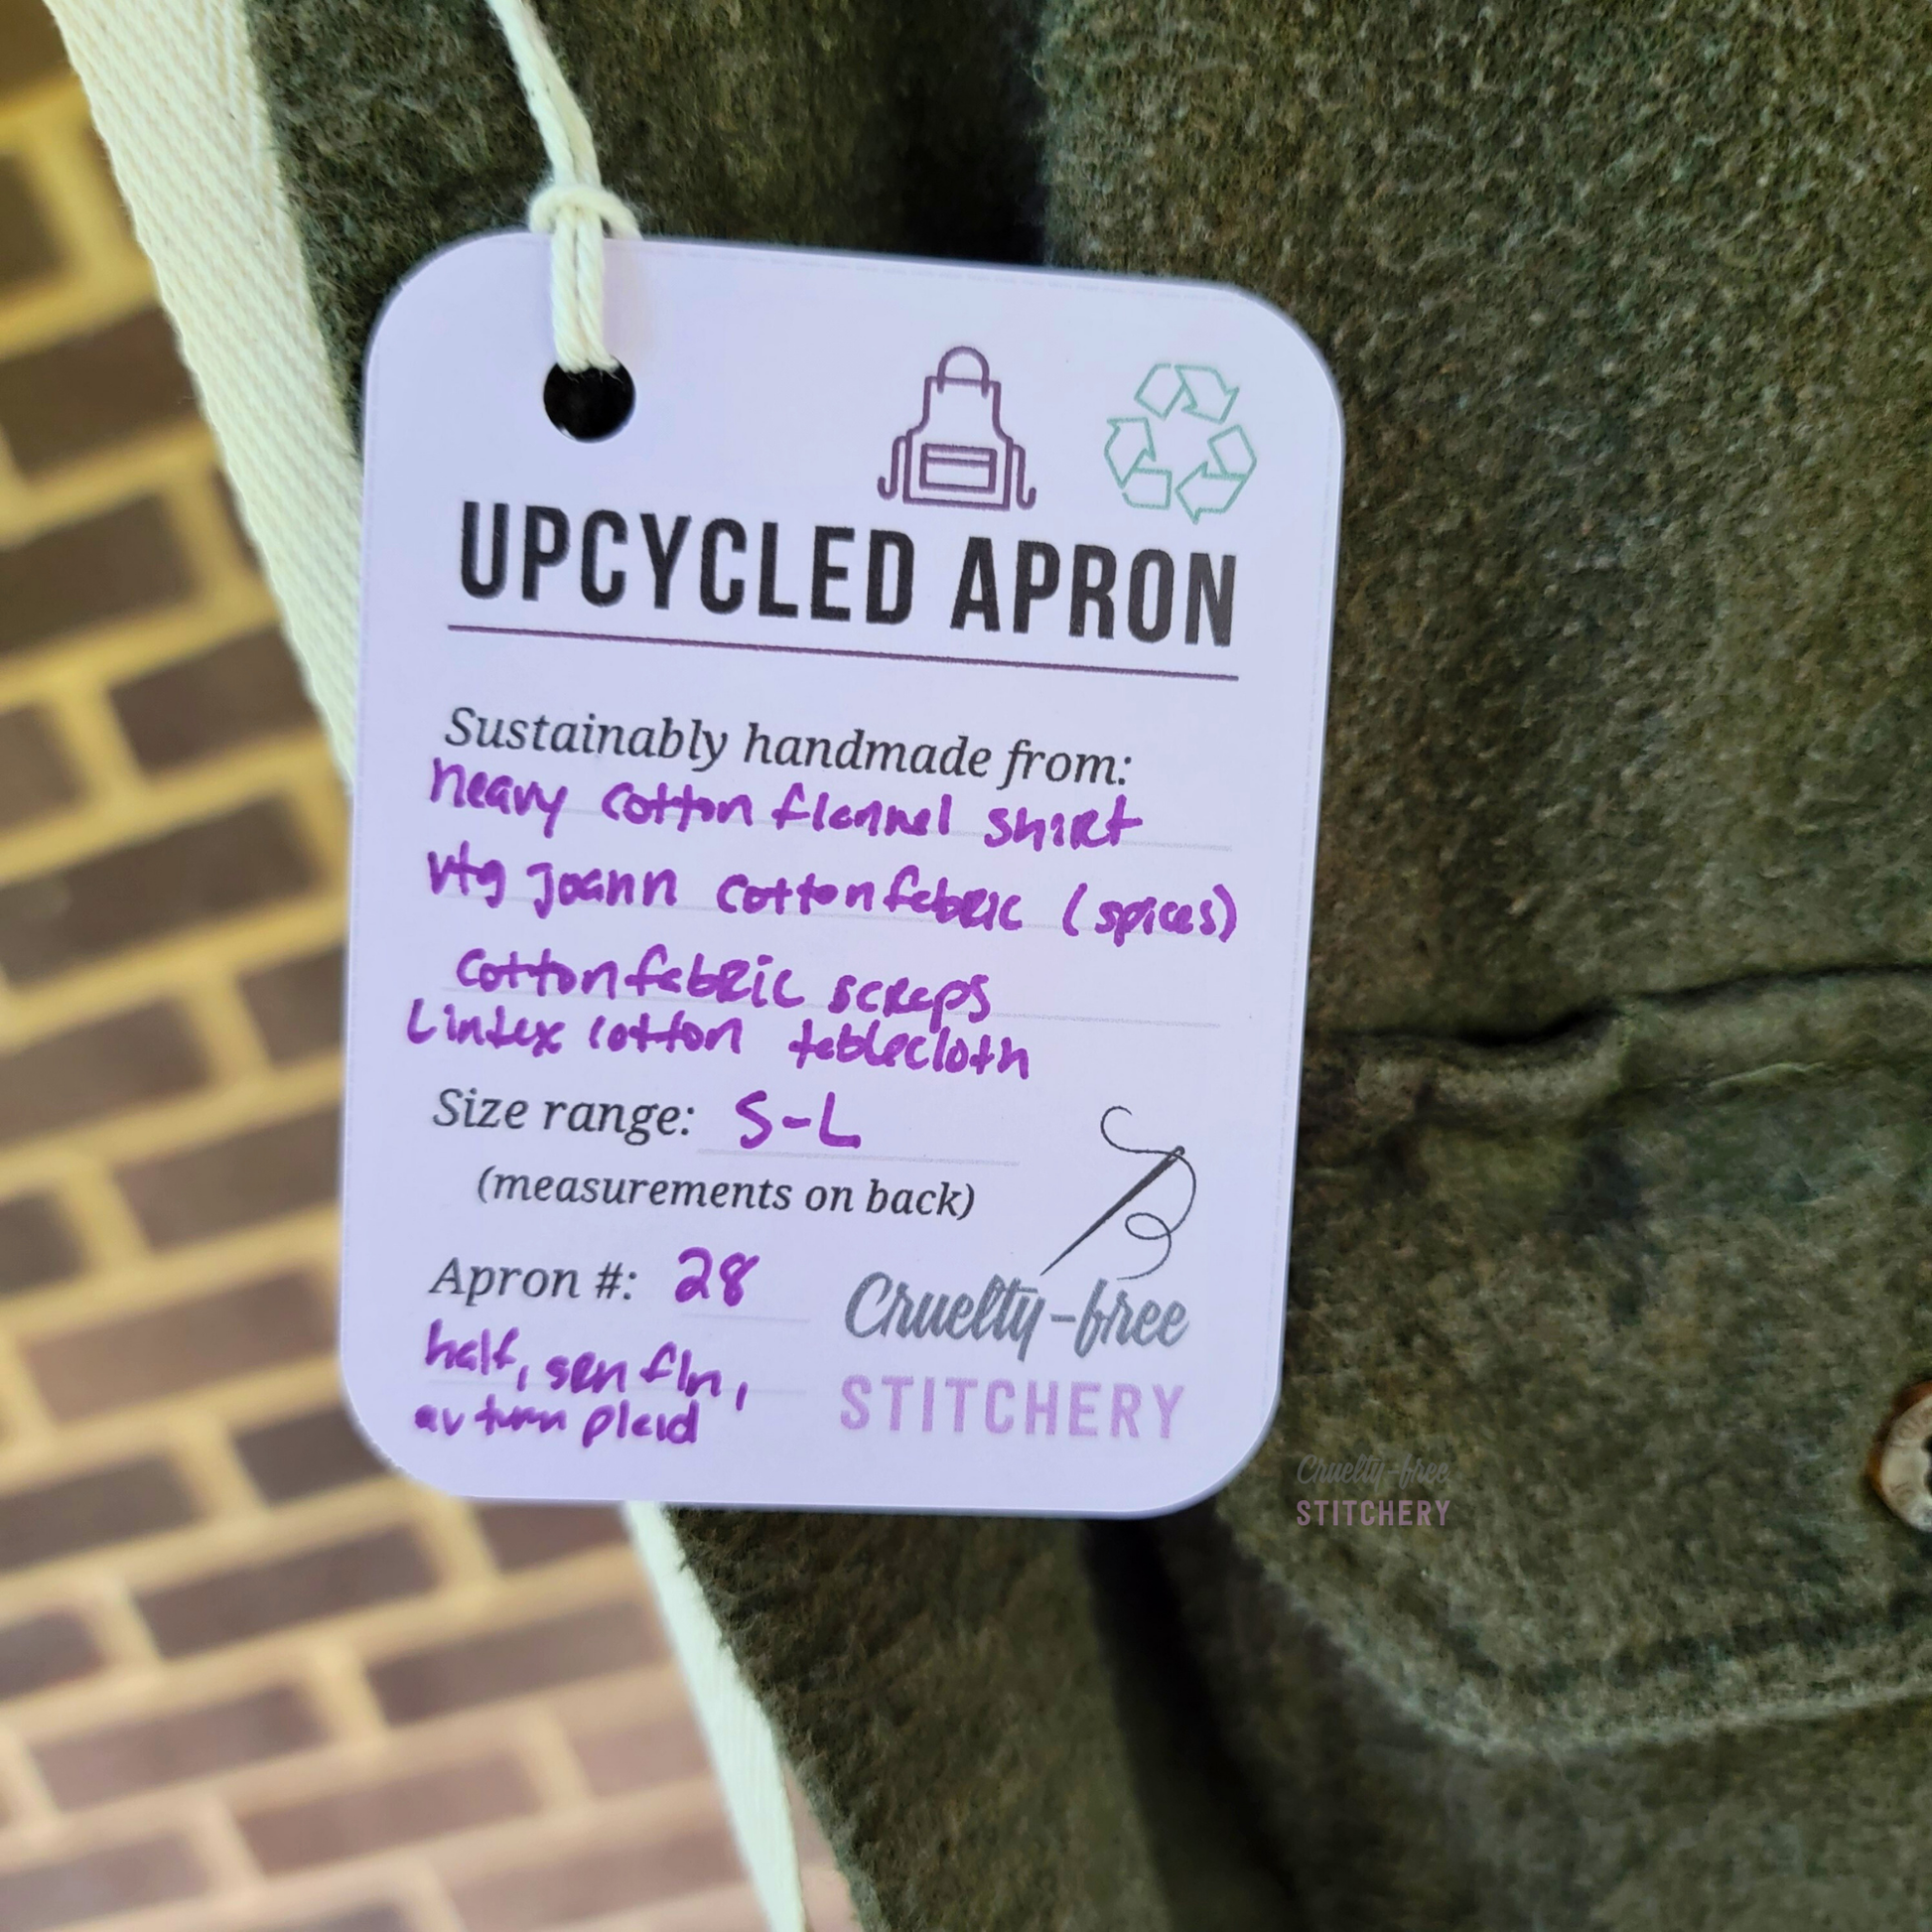 UPCYCLED APRON
Sustainably handmade from:
heavy cotton flannel shirt
vtg Joann cotton fabric (spices)
cotton fabric scraps
Lintex cotton tablecloth
Size range: S-L
(measurements on back)
Apron #: 28
half, grn fln,
autumn plaid
Cruelty-free
STITCHERY
Cruelty-free
STITCHERY